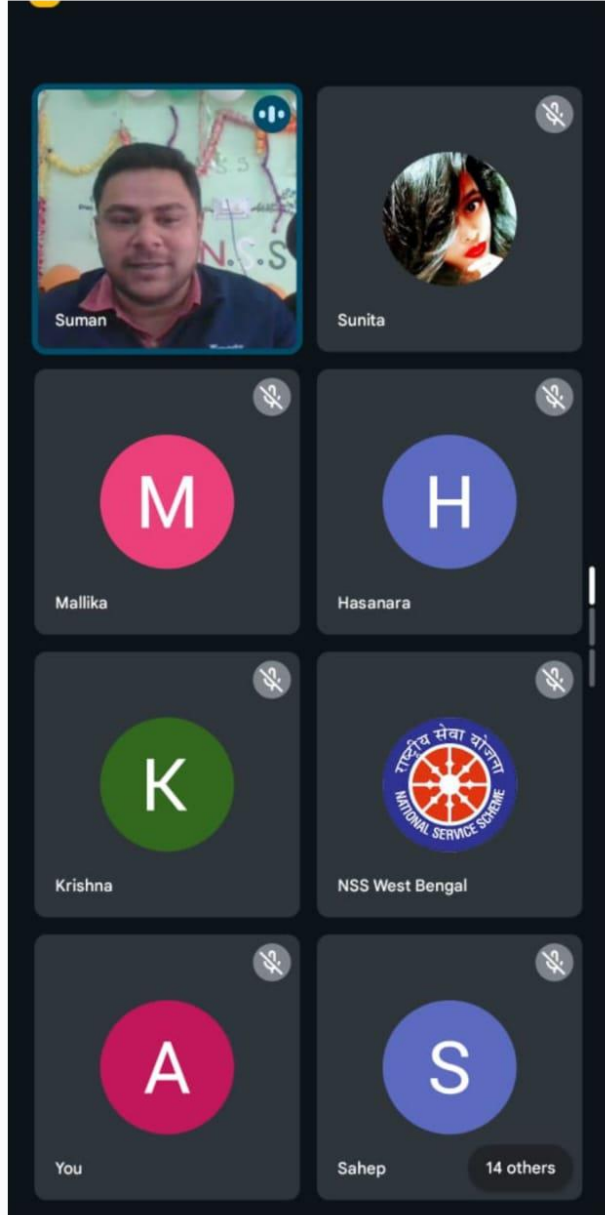 N.S.S
Suman
Sunita
M
H
Mallika
Hasanara
K
राष्ट्रीय सेवा योजना
NATIONAL SERVICE SCHEME
Krishna
NSS West Bengal
A
S
You
Sahep
14 others